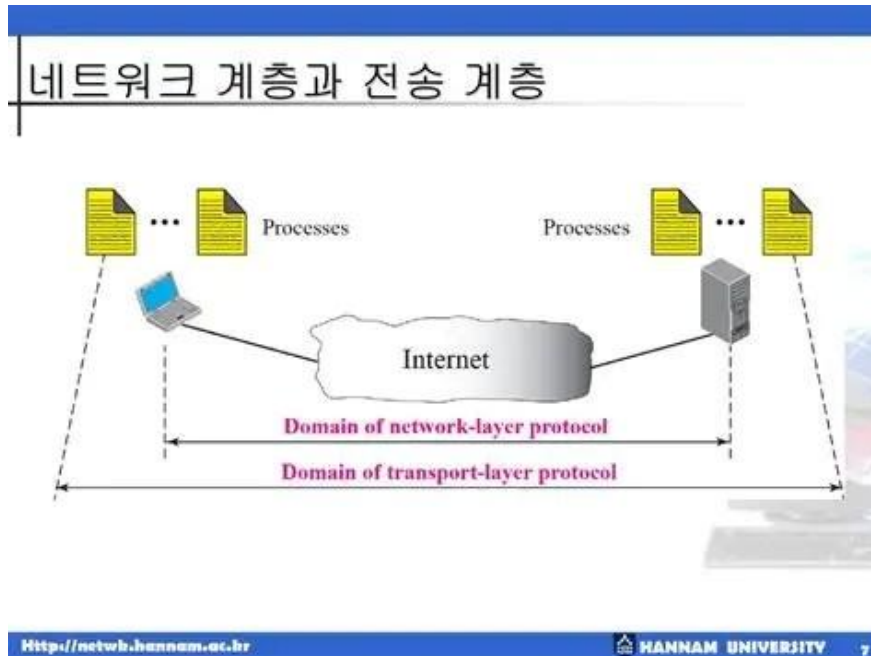 네트워크 계층과 전송 계층
Processes
Processes
Internet
Domain of network-layer protocol
Domain of transport-layer protocol
Http://netwk.hannam.ac.kr
HANNAM UNIVERSITY
7